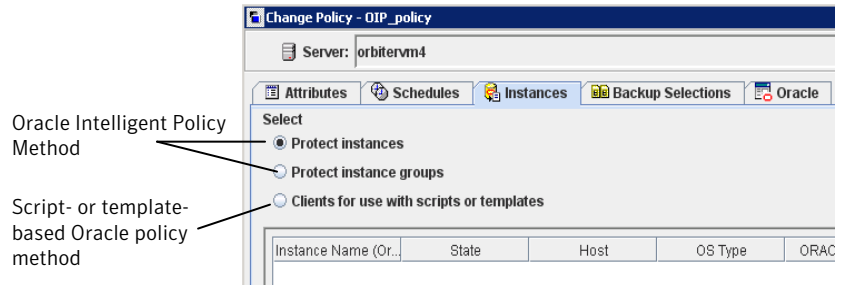 Change Policy - OIP_policy
Server: orbitervm4
Attributes Schedules Instances Backup Selections Oracle
Select
Oracle Intelligent Policy
Method
Protect instances
Protect instance groups
Clients for use with scripts or templates
Script- or template-
based Oracle policy
method
Instance Name (Or... State Host OS Type ORAC